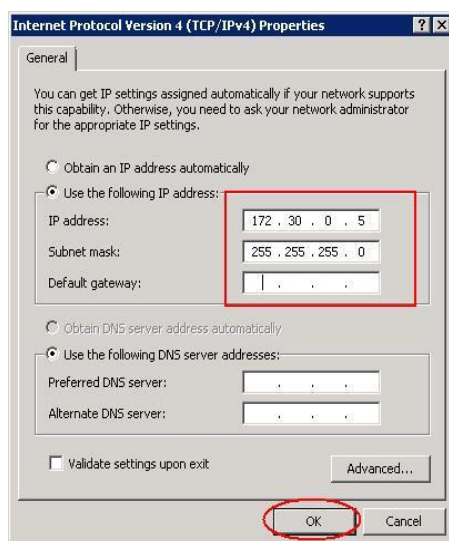 Internet Protocol Version 4 (TCP/IPv4) Properties
General
You can get IP settings assigned automatically if your network supports
this capability. Otherwise, you need to ask your network administrator
for the appropriate IP settings.
Obtain an IP address automatically
Use the following IP address:
IP address: 172 . 30 . 0 . 5
Subnet mask: 255 . 255 . 255 . 0
Default gateway: . . .
Obtain DNS server address automatically
Use the following DNS server addresses:
Preferred DNS server: . . .
Alternate DNS server: . . .
Validate settings upon exit
Advanced...
OK Cancel